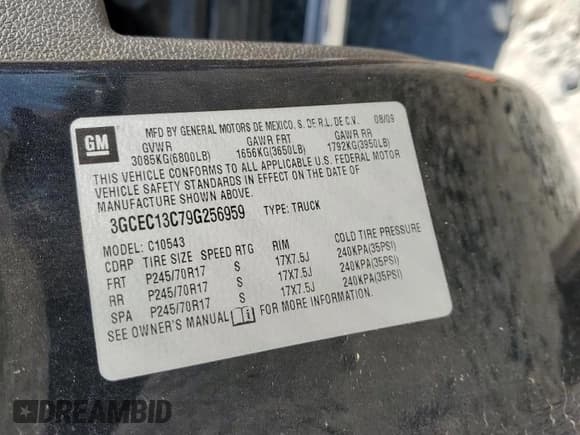 GM
MFD BY GENERAL MOTORS DE MEXICO, S. DE R.L. DE C.V. 08/09
GVWR GAWR FRT GAWR RR
3085KG(6800LB) 1656KG(3650LB) 1792KG(3950LB)
THIS VEHICLE CONFORMS TO ALL APPLICABLE U.S. FEDERAL MOTOR
VEHICLE SAFETY STANDARDS IN EFFECT ON THE DATE OF
MANUFACTURE SHOWN ABOVE.
3GCEC13C79G256959 TYPE: TRUCK
MODEL: C10543
CDRP TIRE SIZE SPEED RTG RIM COLD TIRE PRESSURE
FRT P245/70R17 S 17X7.5J 240KPA(35PSI)
RR P245/70R17 S 17X7.5J 240KPA(35PSI)
SPA P245/70R17 S 17X7.5J 240KPA(35PSI)
SEE OWNER'S MANUAL FOR MORE INFORMATION.
DREAMBID